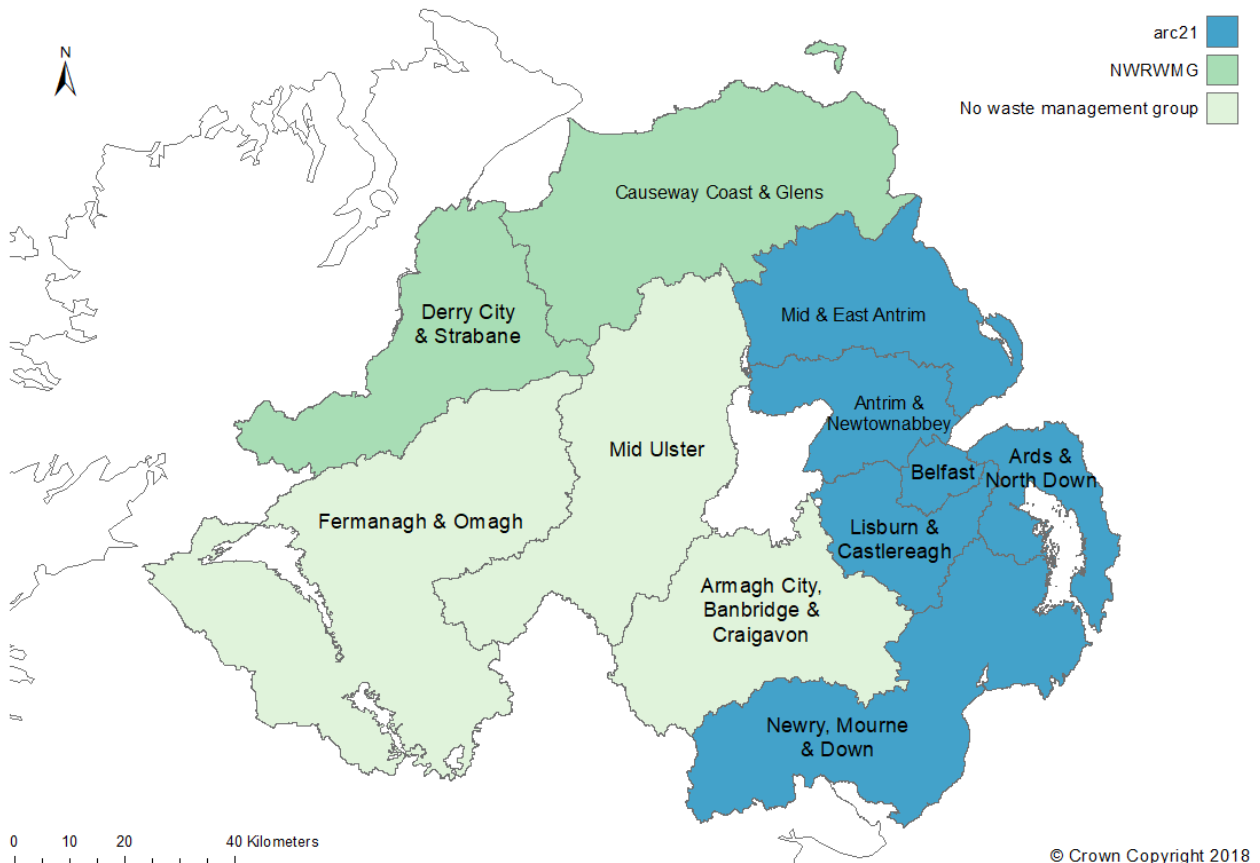 N
arc21
NWRWMG
No waste management group
Causeway Coast & Glens
Derry City
& Strabane
Mid & East Antrim
Antrim &
Newtownabbey
Mid Ulster
Belfast
Ards &
North Down
Fermanagh & Omagh
Lisburn &
Castlereagh
Armagh City,
Banbridge &
Craigavon
Newry, Mourne
& Down
0 10 20 40 Kilometers
© Crown Copyright 2018